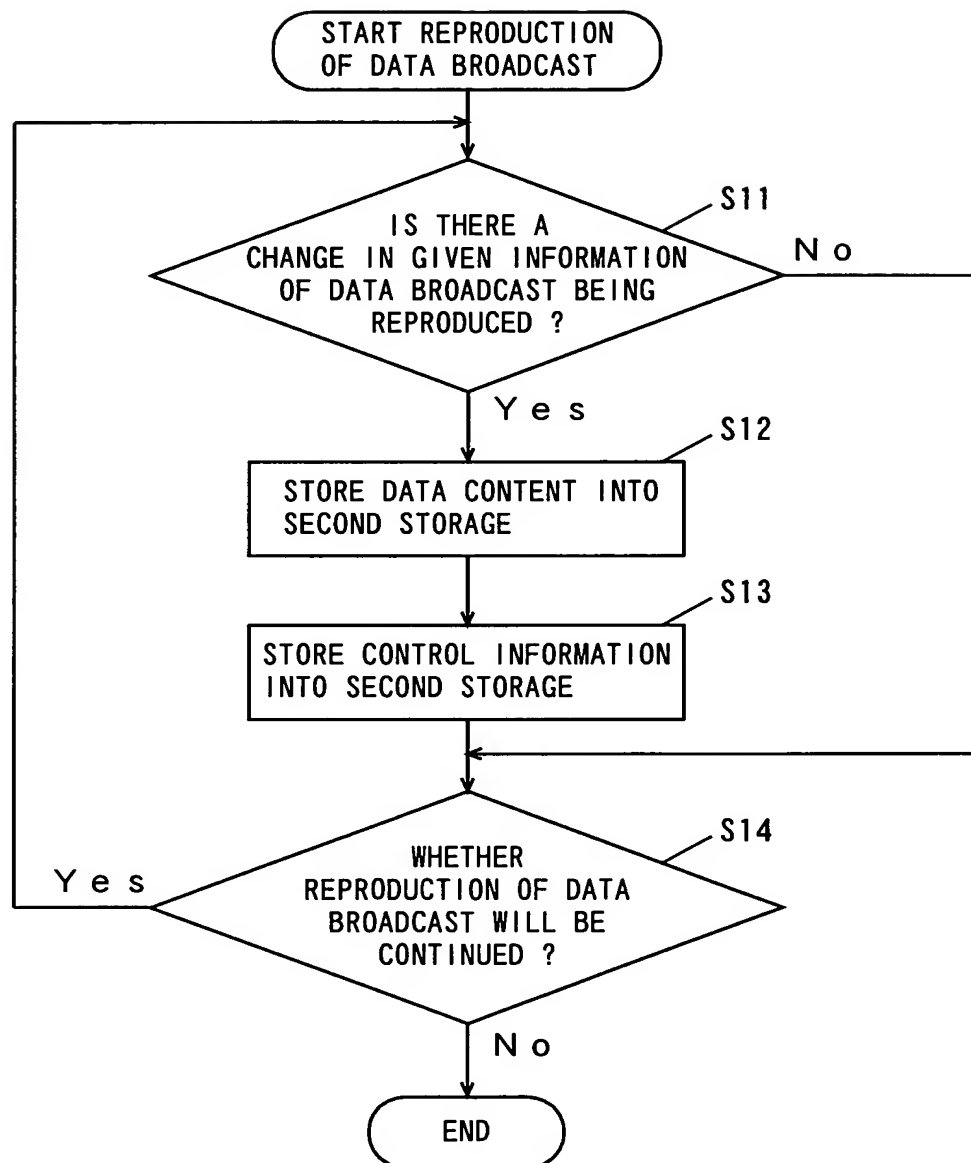 START REPRODUCTION
OF DATA BROADCAST
S11
IS THERE A
CHANGE IN GIVEN INFORMATION
OF DATA BROADCAST BEING
REPRODUCED ?
No
Yes
S12
STORE DATA CONTENT INTO
SECOND STORAGE
S13
STORE CONTROL INFORMATION
INTO SECOND STORAGE
S14
WHETHER
REPRODUCTION OF DATA
BROADCAST WILL BE
CONTINUED ?
Yes
No
END